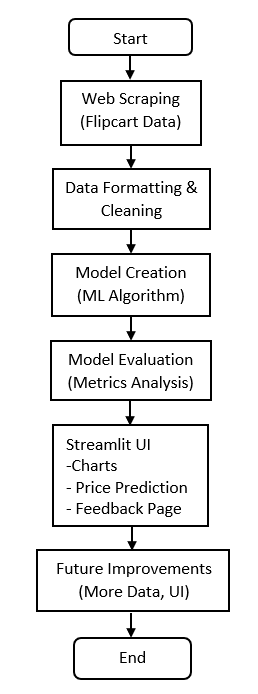 Start
Web Scraping
(Flipcart Data)
Data Formatting &
Cleaning
Model Creation
(ML Algorithm)
Model Evaluation
(Metrics Analysis)
Streamlit UI
-Charts
- Price Prediction
- Feedback Page
Future Improvements
(More Data, UI)
End